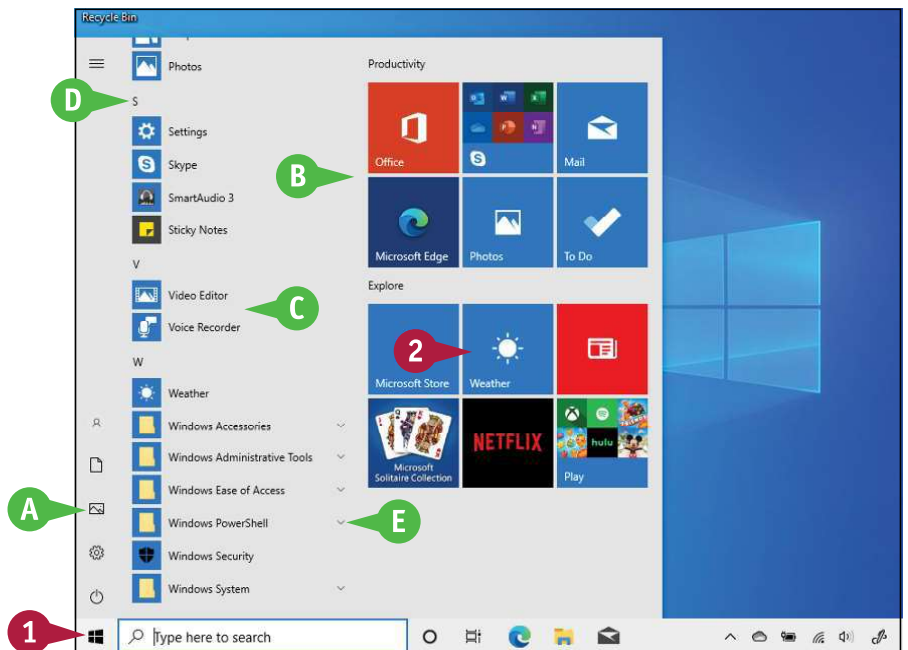 Recycle Bin
Photos
D
S
Settings
Skype
SmartAudio 3
Sticky Notes
V
Video Editor
C
Voice Recorder
W
Weather
Windows Accessories
Windows Administrative Tools
Windows Ease of Access
A
Windows PowerShell
E
Windows Security
Windows System
Productivity
Office
S
Mail
B
Microsoft Edge
Photos
To Do
Explore
2
Microsoft Store
Weather
Microsoft
Solitaire Collection
NETFLIX
hulu
Play
1
Type here to search